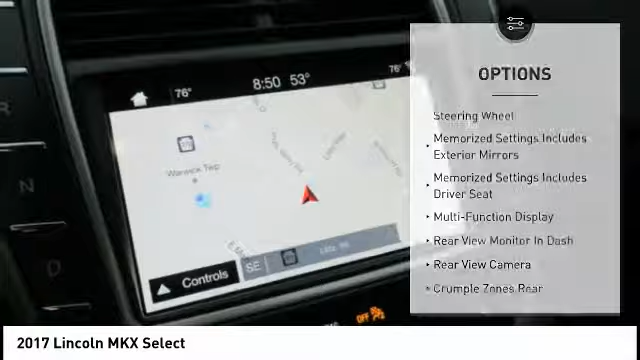 76°
8:50 53°
76°
Warwick Twp
SE
Controls
R
N
D
OFF
OPTIONS
Steering Wheel
Memorized Settings Includes
Exterior Mirrors
Memorized Settings Includes
Driver Seat
Multi-Function Display
Rear View Monitor In Dash
Rear View Camera
Crumple Zones Rear
2017 Lincoln MKX Select